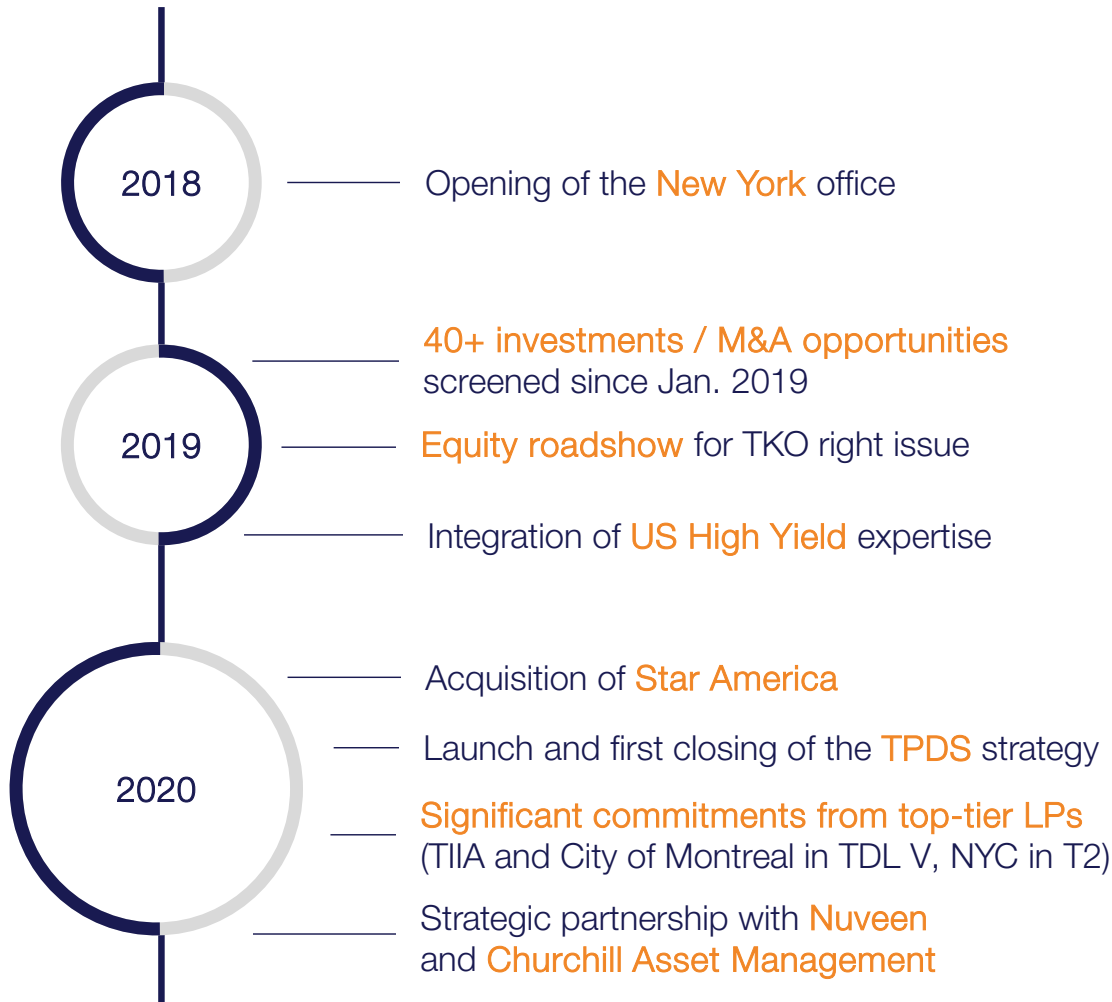 2018
Opening of the New York office
40+ investments / M&A opportunities
screened since Jan. 2019
2019
Equity roadshow for TKO right issue
Integration of US High Yield expertise
Acquisition of Star America
Launch and first closing of the TPDS strategy
2020
Significant commitments from top-tier LPs
(TIIA and City of Montreal in TDL V, NYC in T2)
Strategic partnership with Nuveen
and Churchill Asset Management